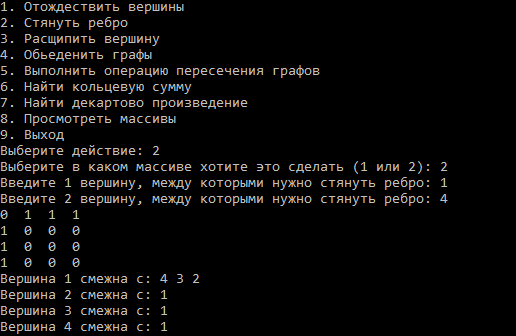 1. Отождествить вершины
2. Стянуть ребро
3. Расщипить вершину
4. Обьеденить графы
5. Выполнить операцию пересечения графов
6. Найти кольцевую сумму
7. Найти декартово произведение
8. Просмотреть массивы
9. Выход
Выберите действие: 2
Выберите в каком массиве хотите это сделать (1 или 2): 2
Введите 1 вершину, между которыми нужно стянуть ребро: 1
Введите 2 вершину, между которыми нужно стянуть ребро: 4
0  1  1  1
1  0  0  0
1  0  0  0
1  0  0  0
Вершина 1 смежна с: 4 3 2
Вершина 2 смежна с: 1
Вершина 3 смежна с: 1
Вершина 4 смежна с: 1